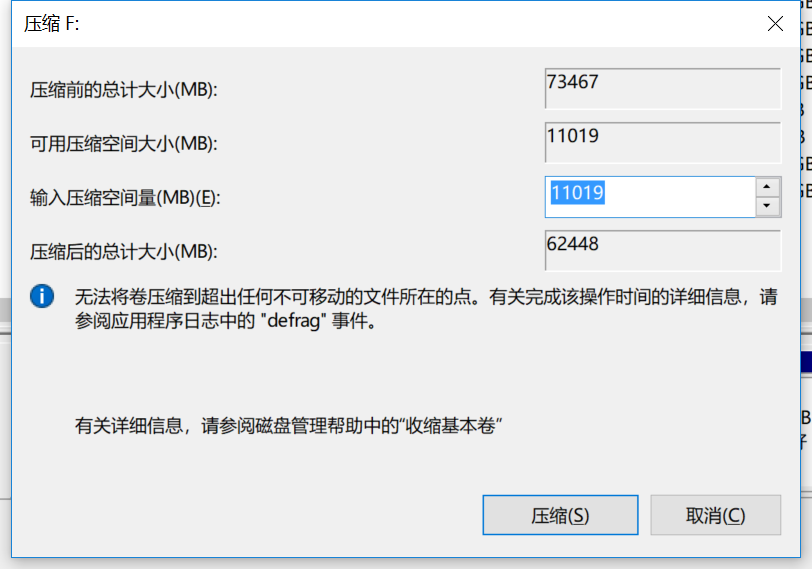 压缩 F:
压缩前的总计大小(MB):
73467
可用压缩空间大小(MB):
11019
输入压缩空间量(MB)(E):
11019
压缩后的总计大小(MB):
62448
无法将卷压缩到超出任何不可移动的文件所在的点。有关完成该操作时间的详细信息，请
参阅应用程序日志中的 "defrag" 事件。
有关详细信息，请参阅磁盘管理帮助中的“收缩基本卷”
压缩(S)
取消(C)